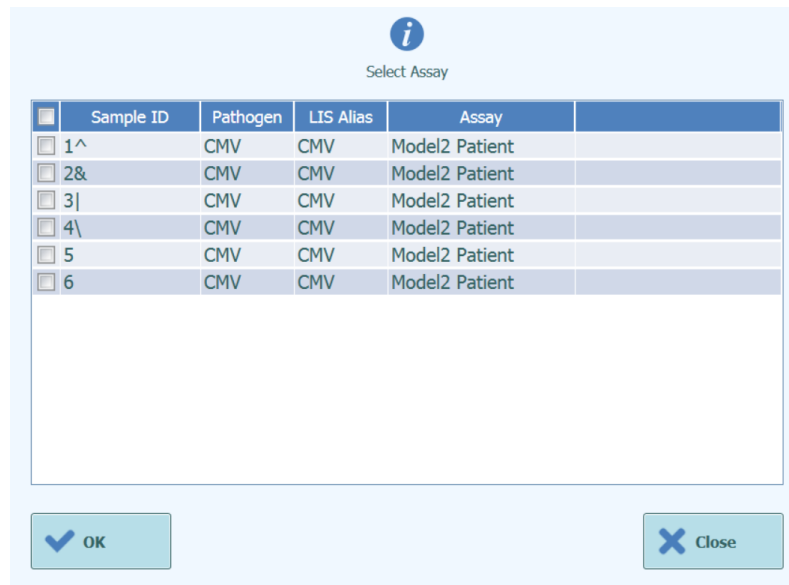 i
Select Assay
Sample ID Pathogen LIS Alias Assay
1^ CMV CMV Model2 Patient
2& CMV CMV Model2 Patient
3| CMV CMV Model2 Patient
4\ CMV CMV Model2 Patient
5 CMV CMV Model2 Patient
6 CMV CMV Model2 Patient
OK Close